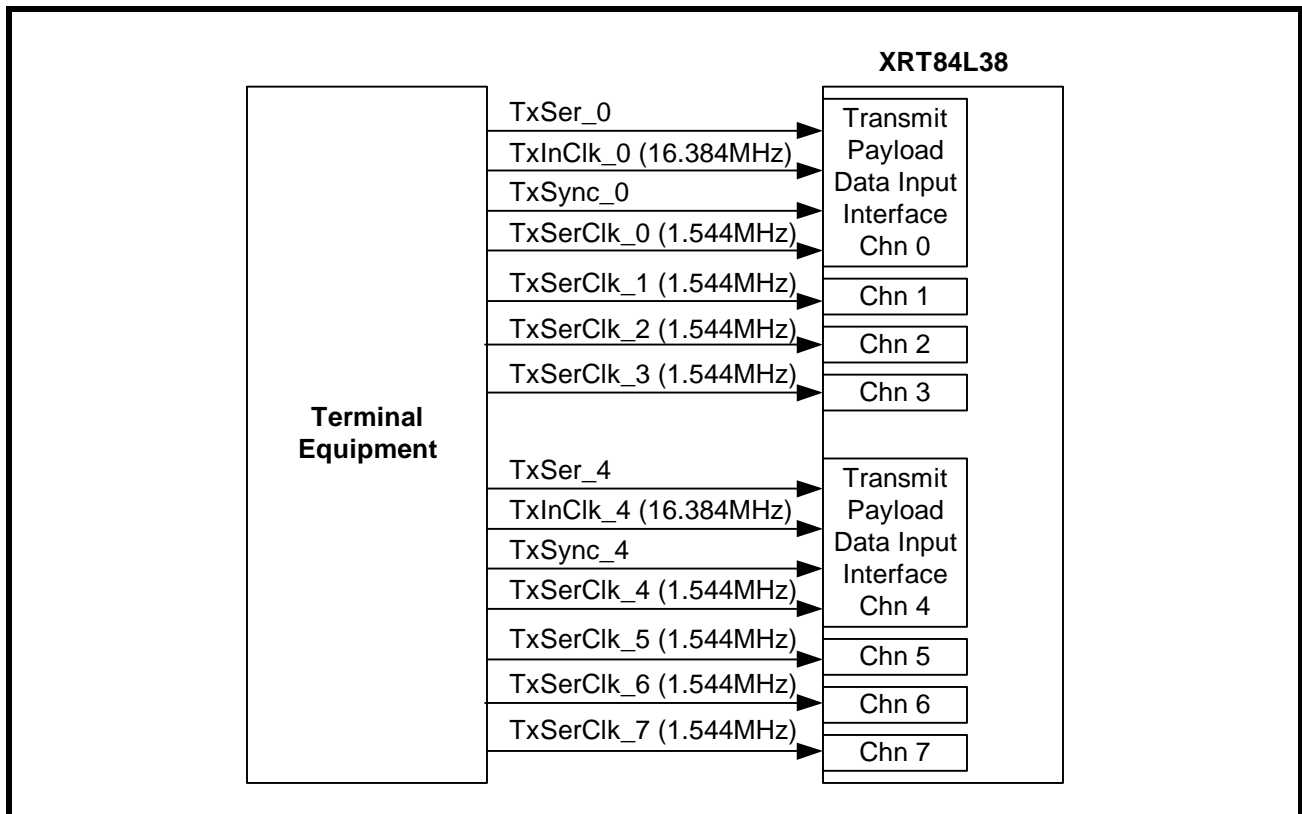 XRT84L38
Terminal
Equipment
TxSer_0
TxInClk_0 (16.384MHz)
TxSync_0
TxSerClk_0 (1.544MHz)
TxSerClk_1 (1.544MHz)
TxSerClk_2 (1.544MHz)
TxSerClk_3 (1.544MHz)
TxSer_4
TxInClk_4 (16.384MHz)
TxSync_4
TxSerClk_4 (1.544MHz)
TxSerClk_5 (1.544MHz)
TxSerClk_6 (1.544MHz)
TxSerClk_7 (1.544MHz)
Transmit
Payload
Data Input
Interface
Chn 0
Chn 1
Chn 2
Chn 3
Transmit
Payload
Data Input
Interface
Chn 4
Chn 5
Chn 6
Chn 7